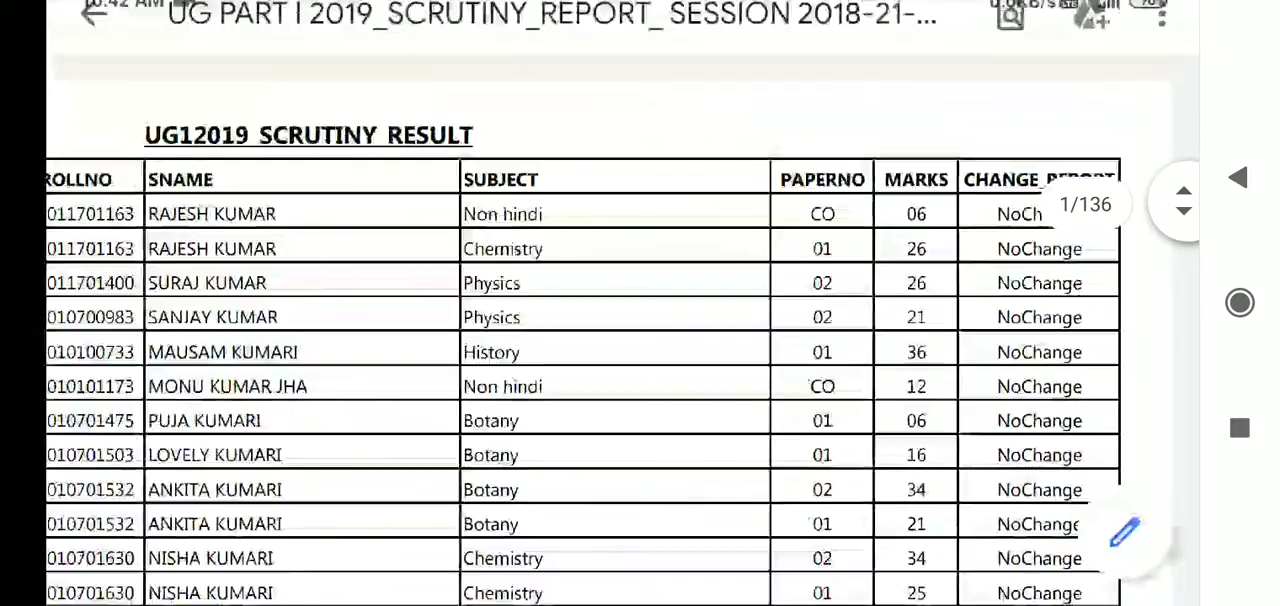 10:42 AM
UG PART I 2019_SCRUTINY_REPORT_ SESSION 2018-21-...
UG12019 SCRUTINY RESULT
ROLLNO SNAME SUBJECT PAPERNO MARKS CHANGE_REPORT
011701163 RAJESH KUMAR Non hindi CO 06 NoCh
1/136
011701163 RAJESH KUMAR Chemistry 01 26 NoChange
011701400 SURAJ KUMAR Physics 02 26 NoChange
010700983 SANJAY KUMAR Physics 02 21 NoChange
010100733 MAUSAM KUMARI History 01 36 NoChange
010101173 MONU KUMAR JHA Non hindi CO 12 NoChange
010701475 PUJA KUMARI Botany 01 06 NoChange
010701503 LOVELY KUMARI Botany 01 16 NoChange
010701532 ANKITA KUMARI Botany 02 34 NoChange
010701532 ANKITA KUMARI Botany 01 21 NoChange
010701630 NISHA KUMARI Chemistry 02 34 NoChange
010701630 NISHA KUMARI Chemistry 01 25 NoChange